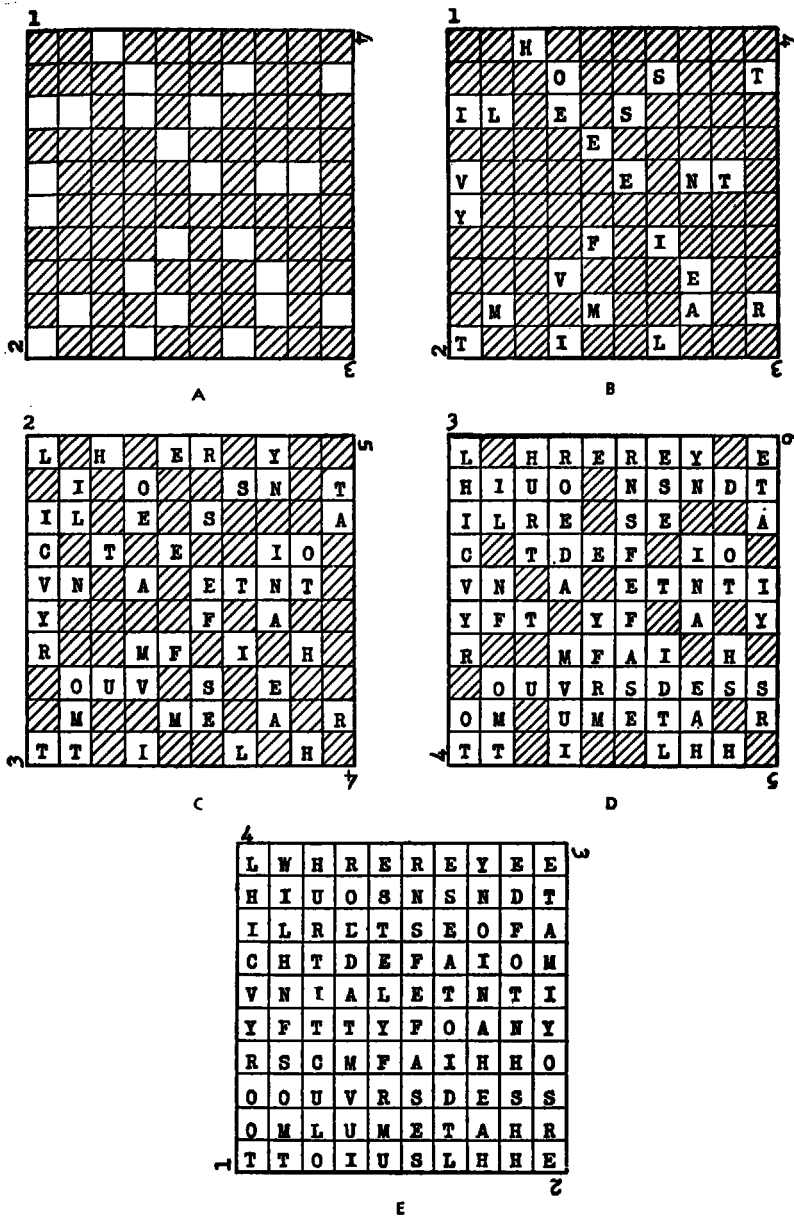 1 4
2 3
A
1 4
H
O S T
I L E S
E
V E N T
Y
F I
V E
M M A R
T I L
2 3
B
2 5
L H E R Y
I O S N T
I L E S A
C T E I O
V N A E T N T
Y F A
R M F I H
O U V S E
M M E A R
T T I L H
3 4
C
3 6
L H R E R E Y E
H I U O N S N D T
I L R E S E A
C T D E F I O
V N A E T N T I
Y F T Y F A Y
R M F A I H
O U V R S D E S S
O M U M E T A R
T T I L H H
4 5
D
4 3
L W H R E R E Y E E
H I U O S N S N D T
I L R E T S E O F A
C H T D E F A I O M
V N I A L E T N T I
Y F T T Y F O A N Y
R S C M F A I H H O
O O U V R S D E S S
O M L U M E T A H R
T T O I U S L H H E
1 2
E